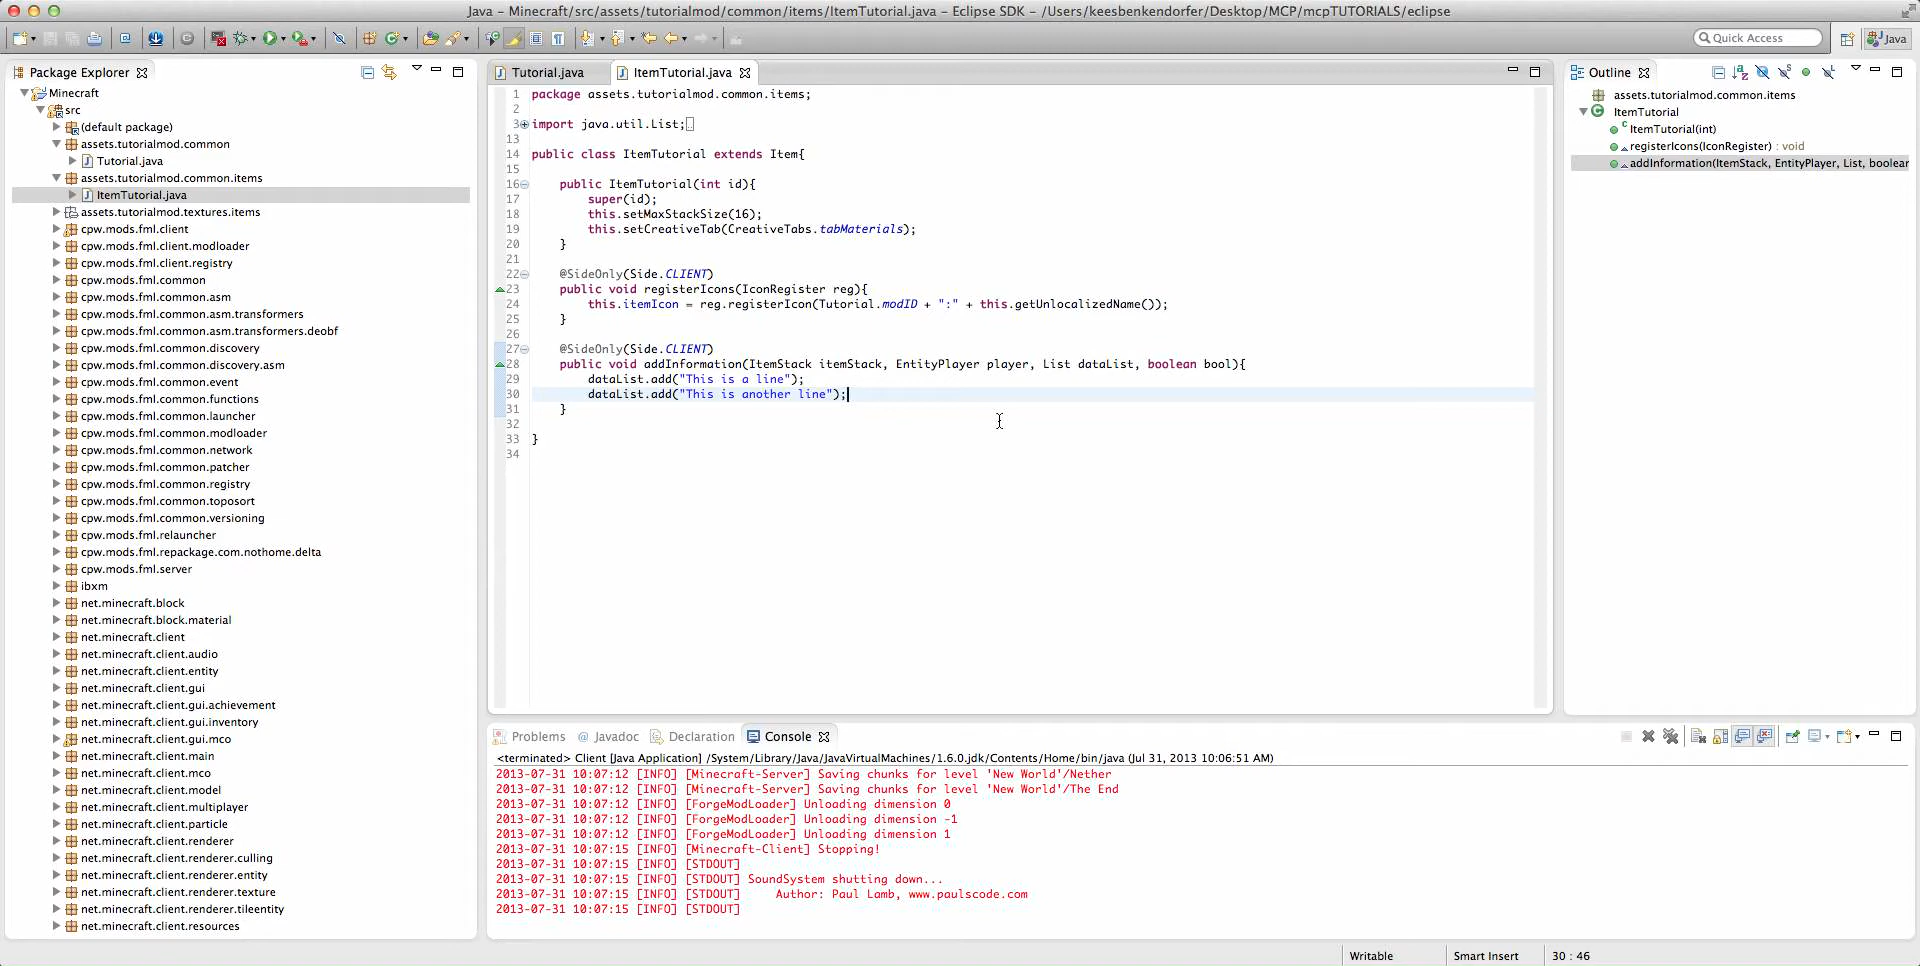 Java - Minecraft/src/assets/tutorialmod/common/items/ItemTutorial.java - Eclipse SDK - /Users/keesbenkendorfer/Desktop/MCP/mcpTUTORIALS/eclipse
Quick Access
Java
Package Explorer
Minecraft
src
(default package)
assets.tutorialmod.common
Tutorial.java
assets.tutorialmod.common.items
ItemTutorial.java
assets.tutorialmod.textures.items
cpw.mods.fml.client
cpw.mods.fml.client.modloader
cpw.mods.fml.client.registry
cpw.mods.fml.common
cpw.mods.fml.common.asm
cpw.mods.fml.common.asm.transformers
cpw.mods.fml.common.asm.transformers.deobf
cpw.mods.fml.common.discovery
cpw.mods.fml.common.discovery.asm
cpw.mods.fml.common.event
cpw.mods.fml.common.functions
cpw.mods.fml.common.launcher
cpw.mods.fml.common.modloader
cpw.mods.fml.common.network
cpw.mods.fml.common.patcher
cpw.mods.fml.common.registry
cpw.mods.fml.common.toposort
cpw.mods.fml.common.versioning
cpw.mods.fml.relauncher
cpw.mods.fml.repackage.com.nothome.delta
cpw.mods.fml.server
ibxm
net.minecraft.block
net.minecraft.block.material
net.minecraft.client
net.minecraft.client.audio
net.minecraft.client.entity
net.minecraft.client.gui
net.minecraft.client.gui.achievement
net.minecraft.client.gui.inventory
net.minecraft.client.gui.mco
net.minecraft.client.main
net.minecraft.client.mco
net.minecraft.client.model
net.minecraft.client.multiplayer
net.minecraft.client.particle
net.minecraft.client.renderer
net.minecraft.client.renderer.culling
net.minecraft.client.renderer.entity
net.minecraft.client.renderer.texture
net.minecraft.client.renderer.tileentity
net.minecraft.client.resources
Tutorial.java
ItemTutorial.java
1 package assets.tutorialmod.common.items;
2
3 import java.util.List;
13
14 public class ItemTutorial extends Item{
15
16 public ItemTutorial(int id){
17 super(id);
18 this.setMaxStackSize(16);
19 this.setCreativeTab(CreativeTabs.tabMaterials);
20 }
21
22 @SideOnly(Side.CLIENT)
23 public void registerIcons(IconRegister reg){
24 this.itemIcon = reg.registerIcon(Tutorial.modID + ":" + this.getUnlocalizedName());
25 }
26
27 @SideOnly(Side.CLIENT)
28 public void addInformation(ItemStack itemStack, EntityPlayer player, List dataList, boolean bool){
29 dataList.add("This is a line");
30 dataList.add("This is another line");
31 }
32
33 }
34
Outline
assets.tutorialmod.common.items
ItemTutorial
ItemTutorial(int)
registerIcons(IconRegister) : void
addInformation(ItemStack, EntityPlayer, List, boolear
Problems
@ Javadoc
Declaration
Console
<terminated> Client [Java Application] /System/Library/Java/JavaVirtualMachines/1.6.0.jdk/Contents/Home/bin/java (Jul 31, 2013 10:06:51 AM)
2013-07-31 10:07:12 [INFO] [Minecraft-Server] Saving chunks for level 'New World'/Nether
2013-07-31 10:07:12 [INFO] [Minecraft-Server] Saving chunks for level 'New World'/The End
2013-07-31 10:07:12 [INFO] [ForgeModLoader] Unloading dimension 0
2013-07-31 10:07:12 [INFO] [ForgeModLoader] Unloading dimension -1
2013-07-31 10:07:12 [INFO] [ForgeModLoader] Unloading dimension 1
2013-07-31 10:07:15 [INFO] [Minecraft-Client] Stopping!
2013-07-31 10:07:15 [INFO] [STDOUT]
2013-07-31 10:07:15 [INFO] [STDOUT] SoundSystem shutting down...
2013-07-31 10:07:15 [INFO] [STDOUT] Author: Paul Lamb, www.paulscode.com
2013-07-31 10:07:15 [INFO] [STDOUT]
Writable
Smart Insert
30 : 46